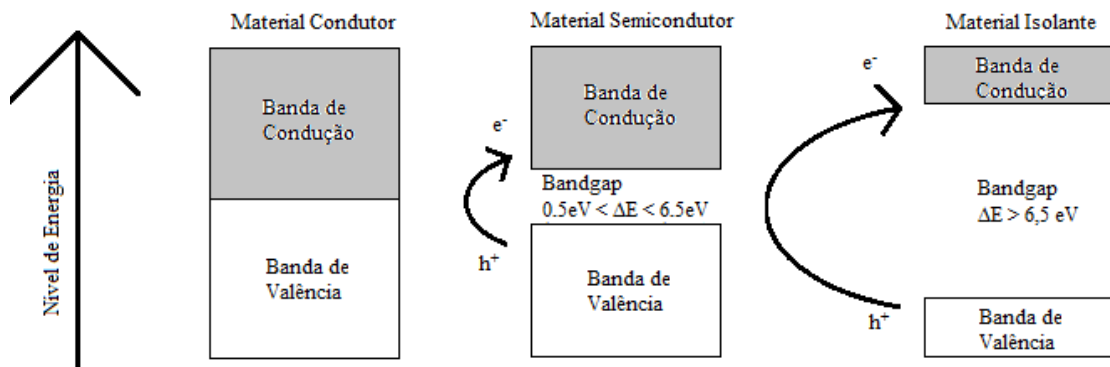 Material Condutor
Material Semicondutor
Material Isolante
Nível de Energia
Banda de
Condução
Banda de
Valência
e-
Banda de
Condução
Bandgap
0.5eV < ΔE < 6.5eV
h+
Banda de
Valência
e-
Banda de
Condução
Bandgap
ΔE > 6,5 eV
h+
Banda de
Valência